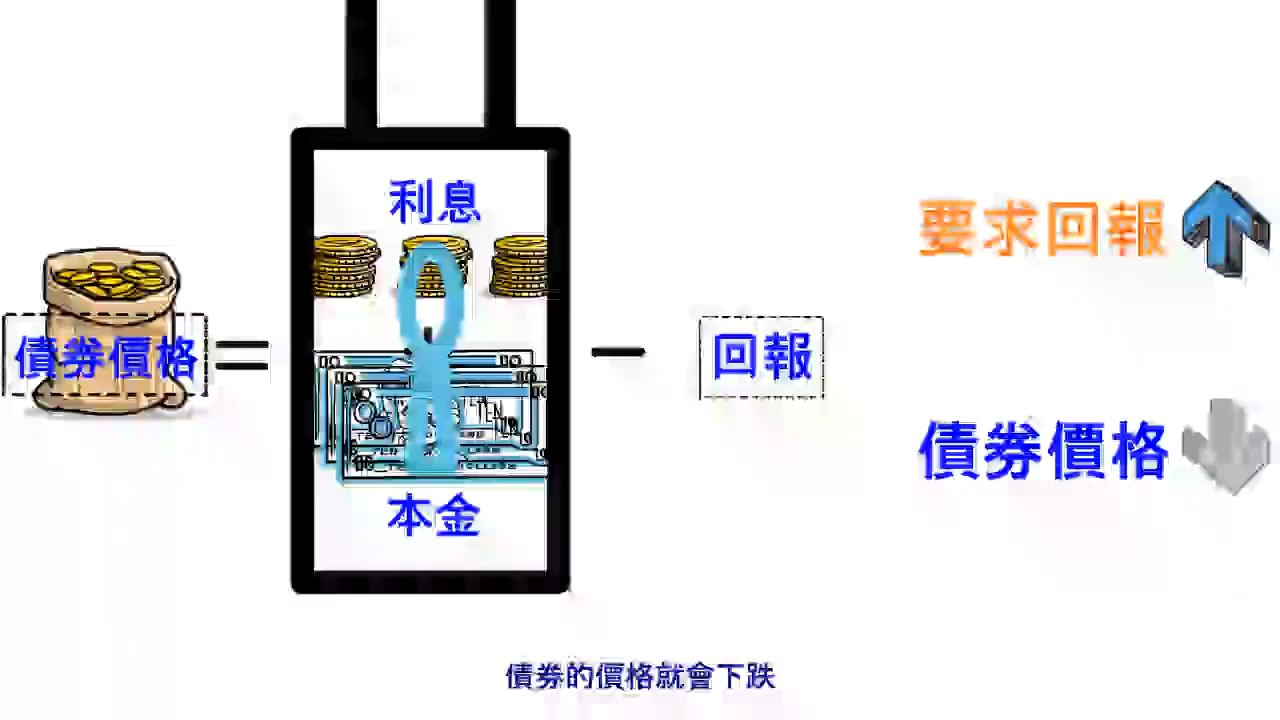 利息
要求回報
債券價格
=
－
回報
債券價格
本金
債券的價格就會下跌